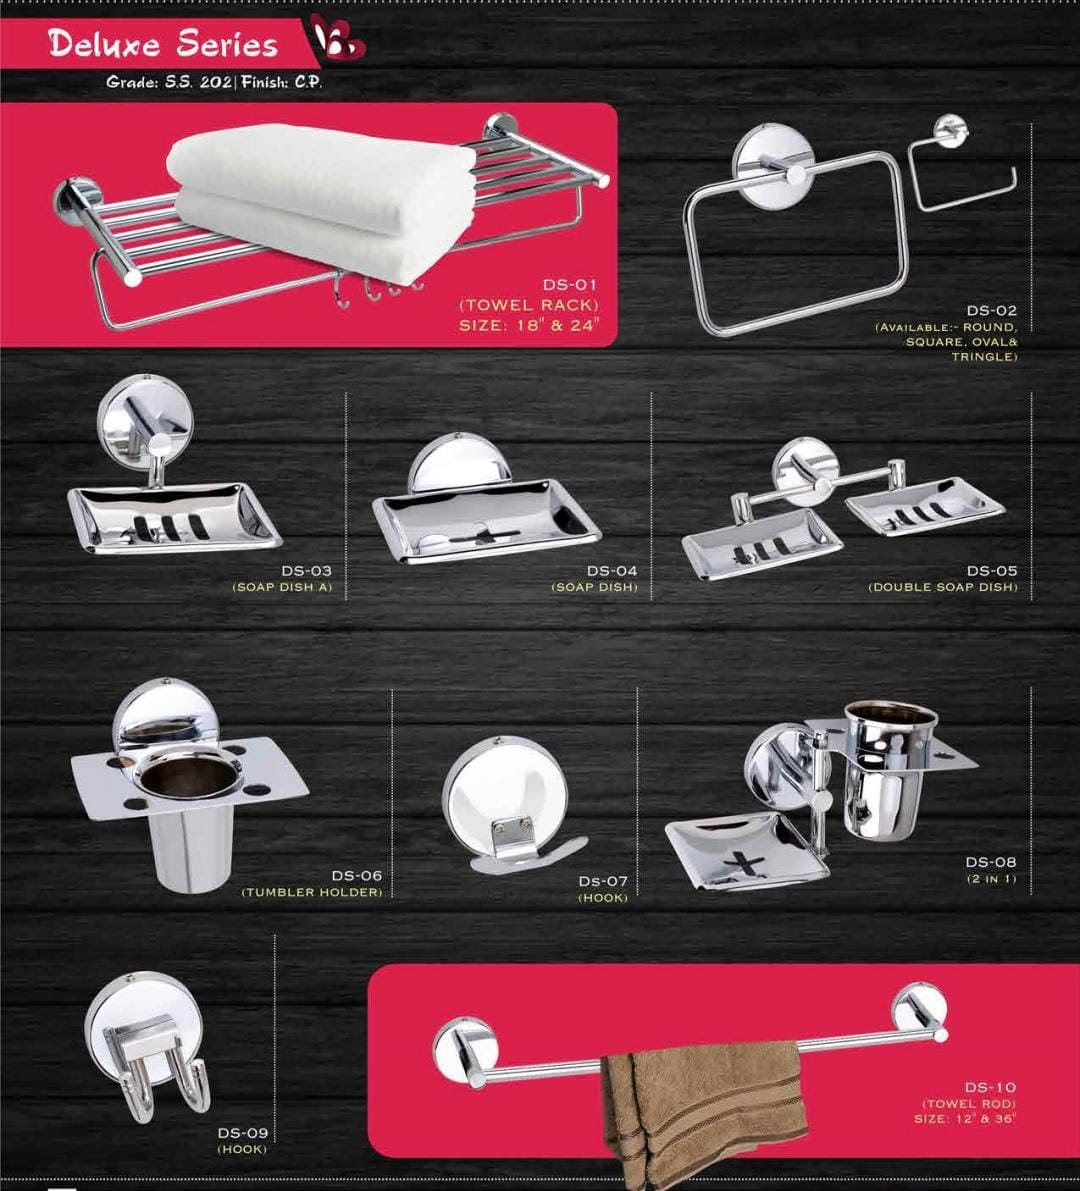 Deluxe Series
Grade: S.S. 202| Finish: C.P.
DS-01
(TOWEL RACK)
SIZE: 18" & 24"
DS-02
(AVAILABLE:- ROUND,
SQUARE, OVAL&
TRINGLE)
DS-03
(SOAP DISH A)
DS-04
(SOAP DISH)
DS-05
(DOUBLE SOAP DISH)
DS-06
(TUMBLER HOLDER)
Ds-07
(HOOK)
DS-08
(2 IN 1)
DS-09
(HOOK)
DS-10
(TOWEL ROD)
SIZE: 12" & 36"